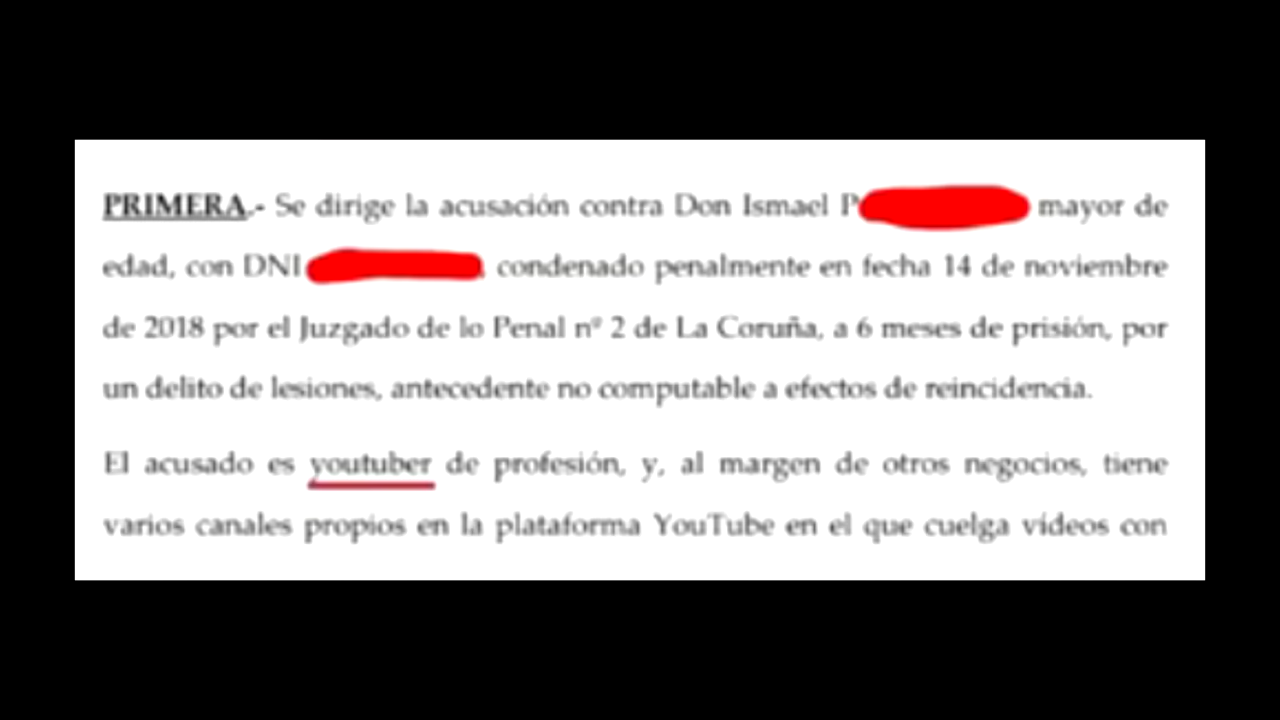 PRIMERA.- Se dirige la acusación contra Don Ismael P mayor de
edad, con DNI condenado penalmente en fecha 14 de noviembre
de 2018 por el Juzgado de lo Penal nº 2 de La Coruña, a 6 meses de prisión, por
un delito de lesiones, antecedente no computable a efectos de reincidencia.
El acusado es youtuber de profesión, y, al margen de otros negocios, tiene
varios canales propios en la plataforma YouTube en el que cuelga vídeos con